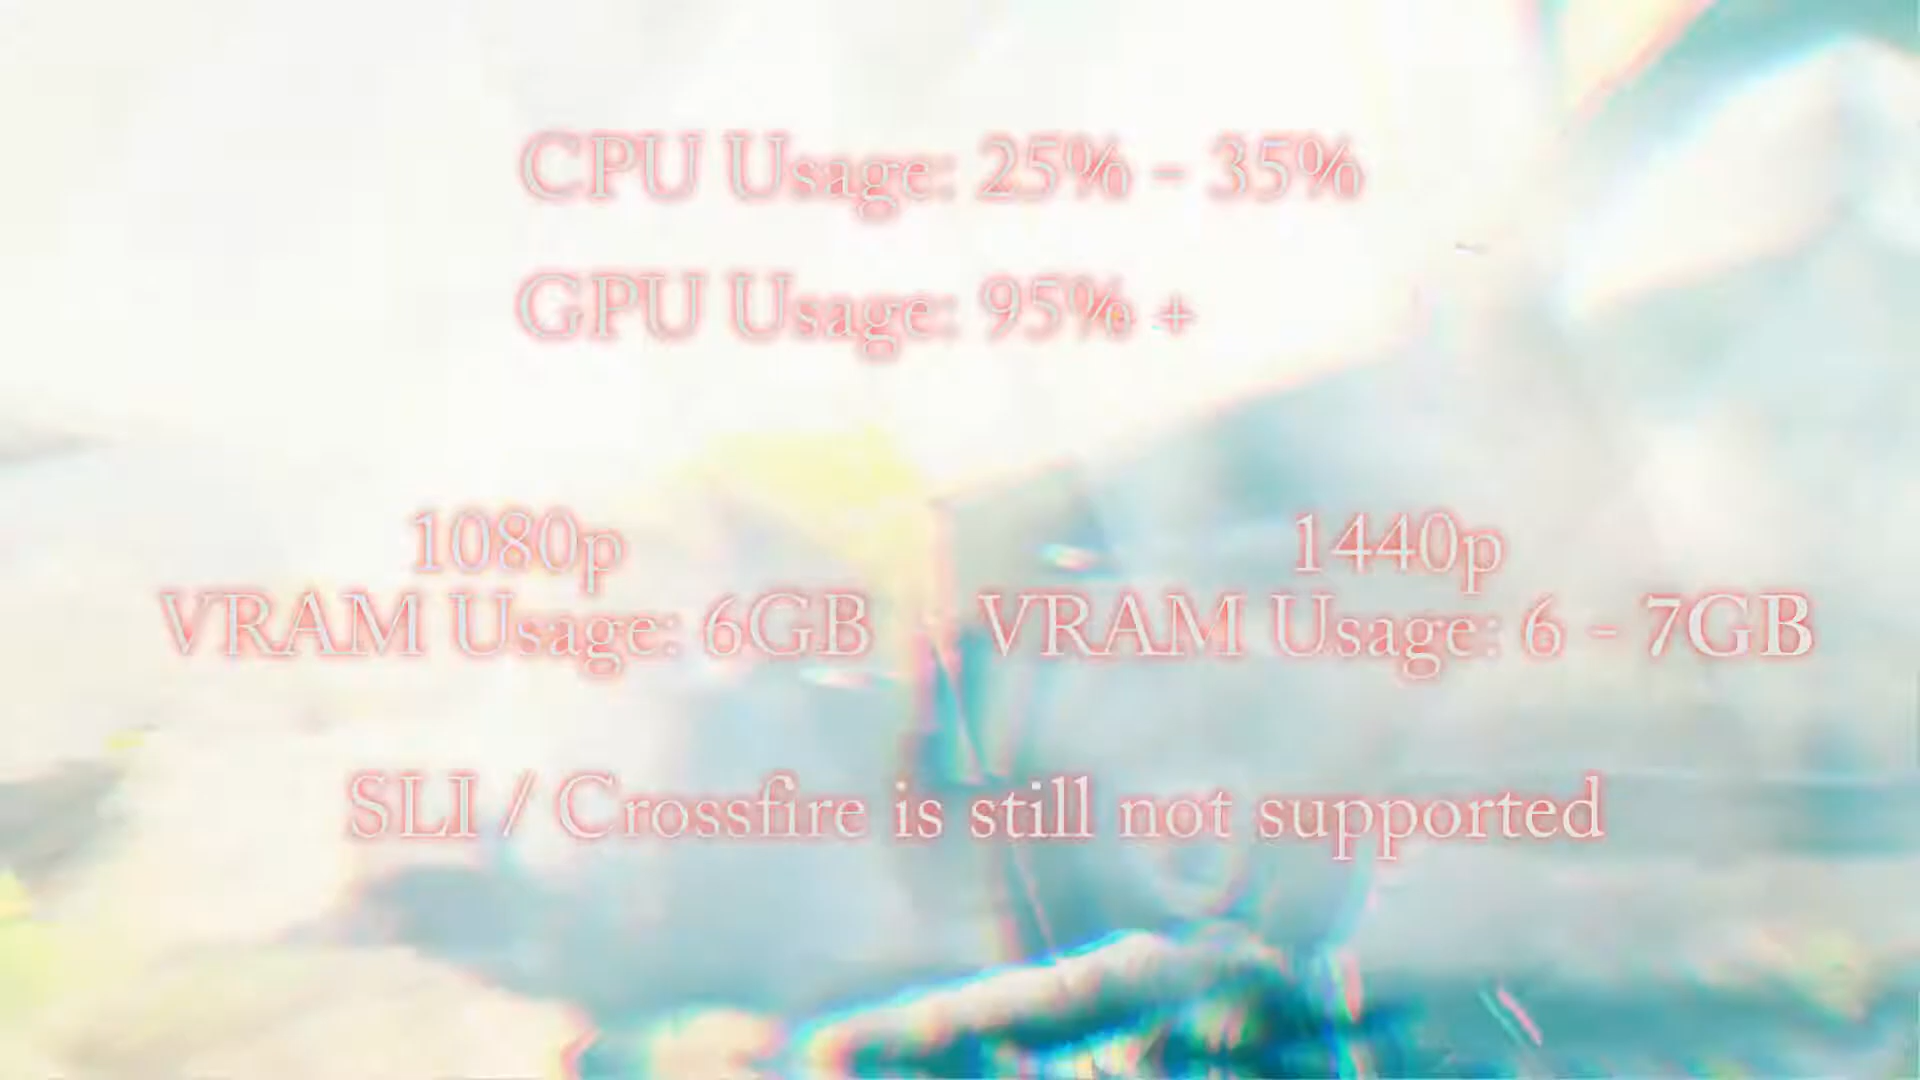 CPU Usage: 25% - 35%
GPU Usage: 95% +
1080p
VRAM Usage: 6GB
1440p
VRAM Usage: 6 - 7GB
SLI / Crossfire is still not supported